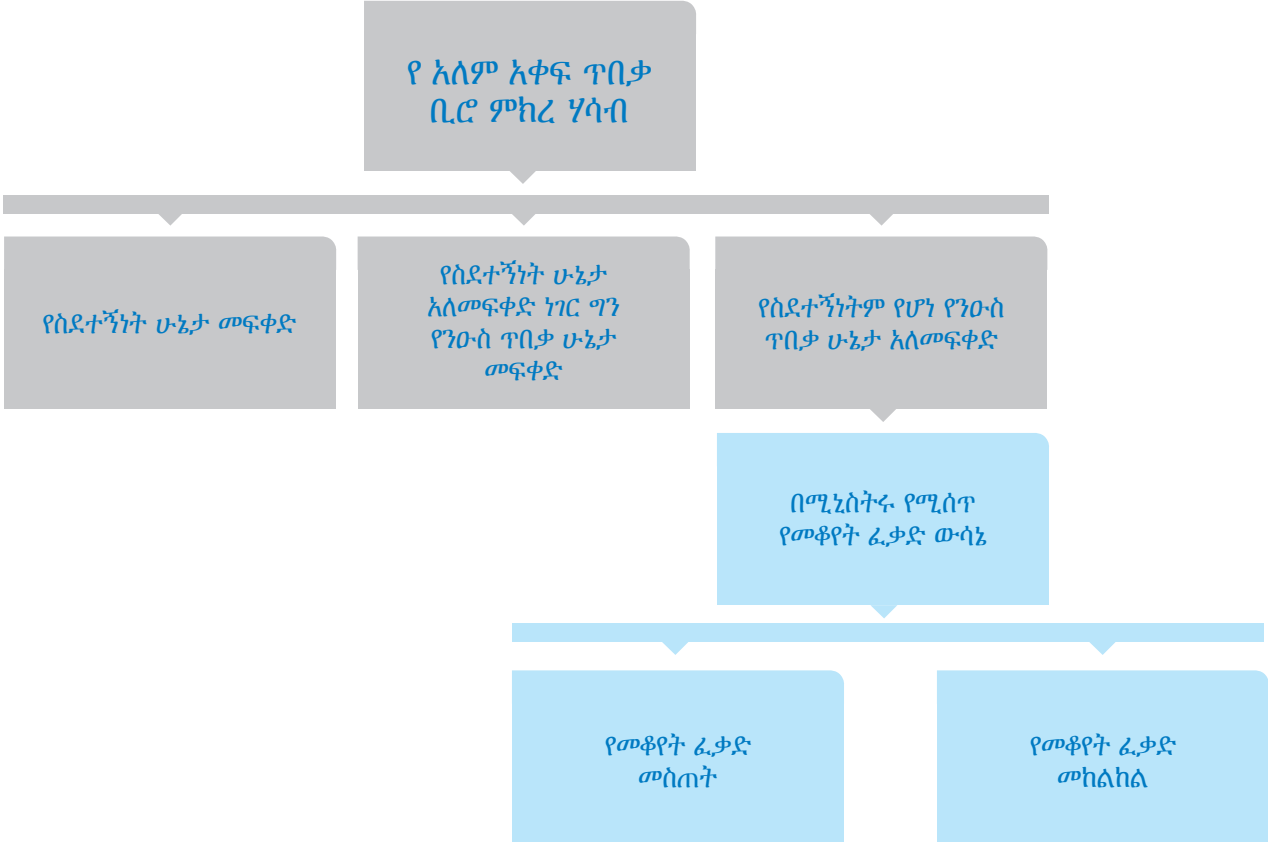 የ አለም አቀፍ ጥበቃ
ቢሮ ምክረ ሃሳብ
የስደተኝነት ሁኔታ መፍቀድ
የስደተኝነት ሁኔታ
አለመፍቀድ ነገር ግን
የንዑስ ጥበቃ ሁኔታ
መፍቀድ
የስደተኝነትም የሆነ የንዑስ
ጥበቃ ሁኔታ አለመፍቀድ
በሚኒስትሩ የሚሰጥ
የመቆየት ፈቃድ ውሳኔ
የመቆየት ፈቃድ
መስጠት
የመቆየት ፈቃድ
መከልከል